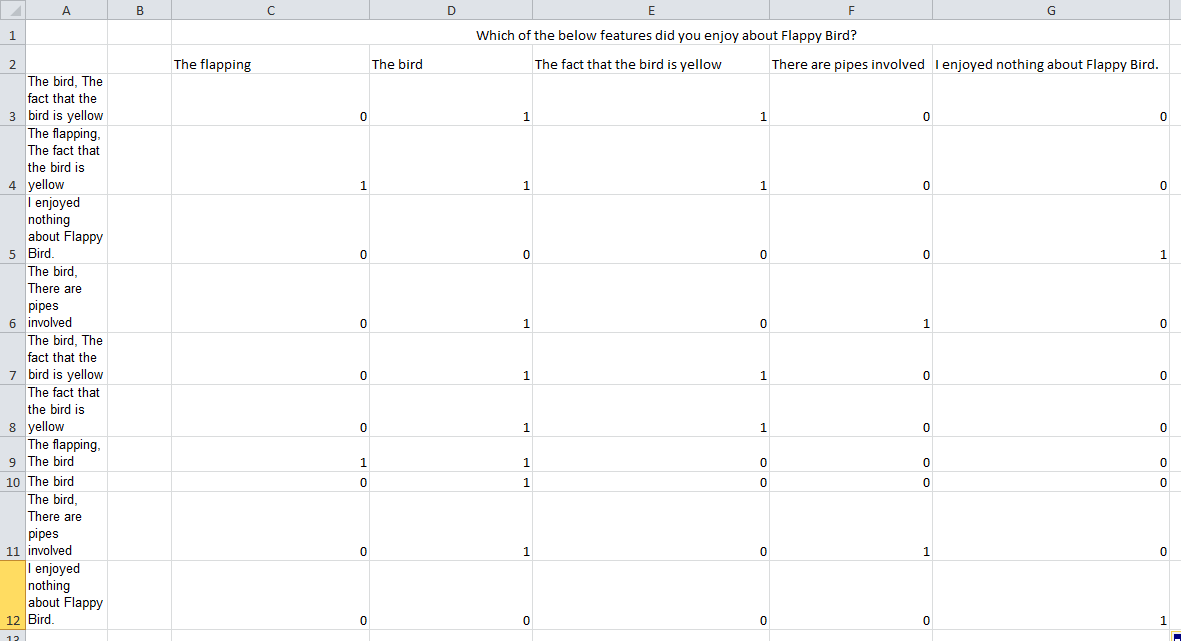 A B C D E F G
1 Which of the below features did you enjoy about Flappy Bird?
2 The flapping The bird The fact that the bird is yellow There are pipes involved I enjoyed nothing about Flappy Bird.
The bird, The
fact that the
3 bird is yellow 0 1 1 0 0
The flapping,
The fact that
the bird is
4 yellow 1 1 1 0 0
I enjoyed
nothing
about Flappy
5 Bird. 0 0 0 0 1
The bird,
There are
pipes
6 involved 0 1 0 1 0
The bird, The
fact that the
7 bird is yellow 0 1 1 0 0
The fact that
the bird is
8 yellow 0 1 1 0 0
The flapping,
9 The bird 1 1 0 0 0
10 The bird 0 1 0 0 0
The bird,
There are
pipes
11 involved 0 1 0 1 0
I enjoyed
nothing
about Flappy
12 Bird. 0 0 0 0 1
13